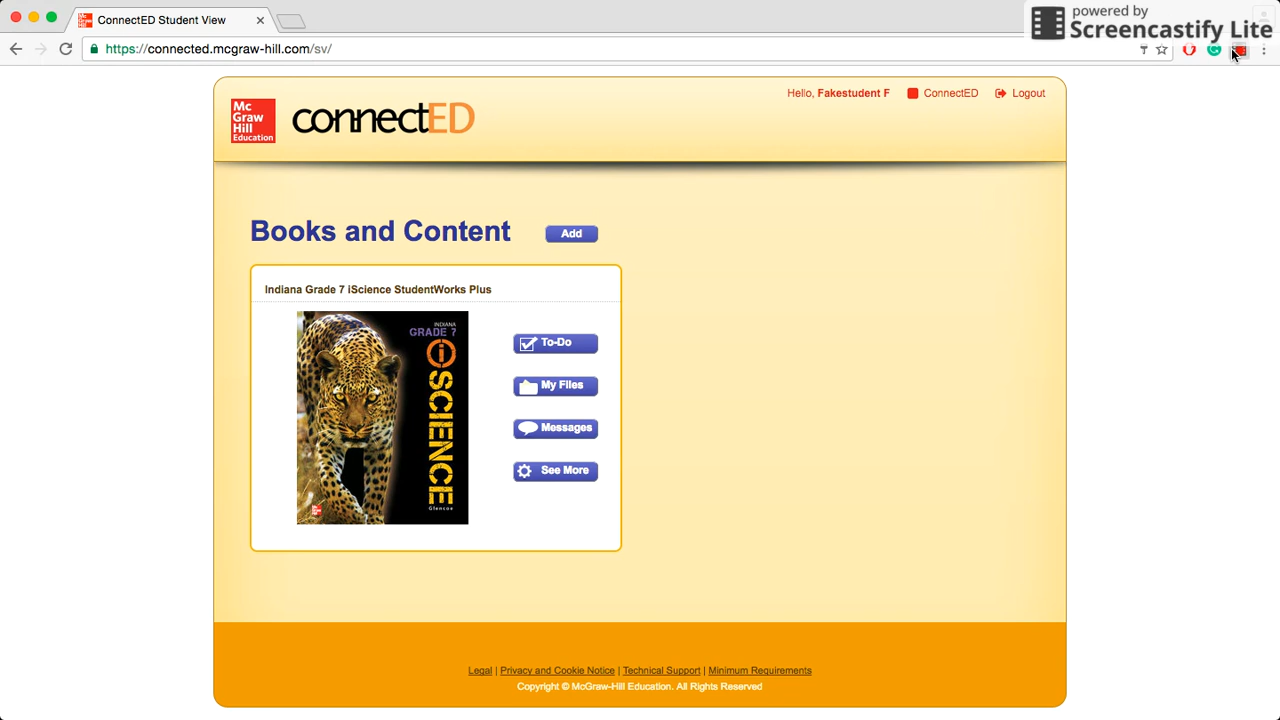 ConnectED Student View
powered by
Screencastify Lite
https://connected.mcgraw-hill.com/sv/
Hello, Fakestudent F ConnectED Logout
Mc
Graw
Hill
Education
connectED
Books and Content Add
Indiana Grade 7 iScience StudentWorks Plus
INDIANA
GRADE 7
i
SCIENCE
Glencoe
To-Do
My Files
Messages
See More
Legal | Privacy and Cookie Notice | Technical Support | Minimum Requirements
Copyright © McGraw-Hill Education. All Rights Reserved